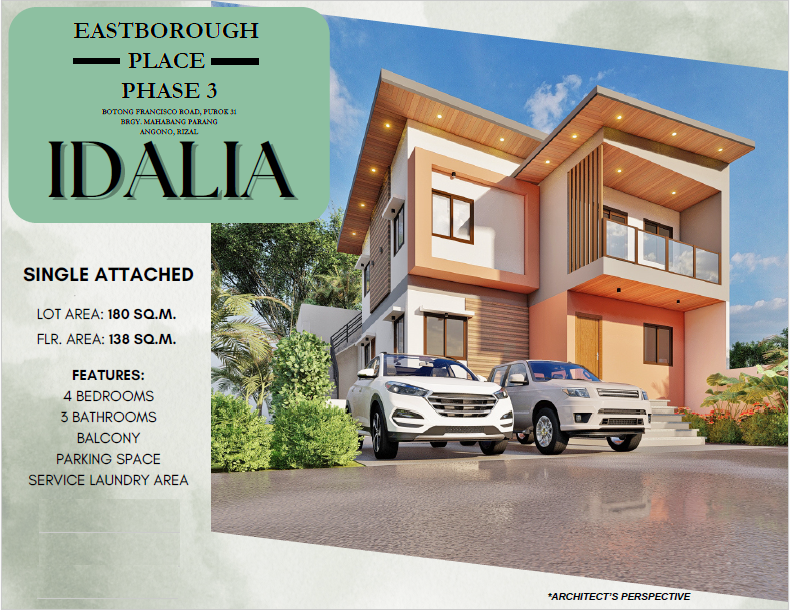 EASTBOROUGH
PLACE
PHASE 3
BOTONG FRANCISCO ROAD, PUROK 31
BRGY. MAHABANG PARANG
ANGONO, RIZAL
IDALIA
SINGLE ATTACHED
LOT AREA: 180 SQ.M.
FLR. AREA: 138 SQ.M.
FEATURES:
4 BEDROOMS
3 BATHROOMS
BALCONY
PARKING SPACE
SERVICE LAUNDRY AREA
*ARCHITECT'S PERSPECTIVE